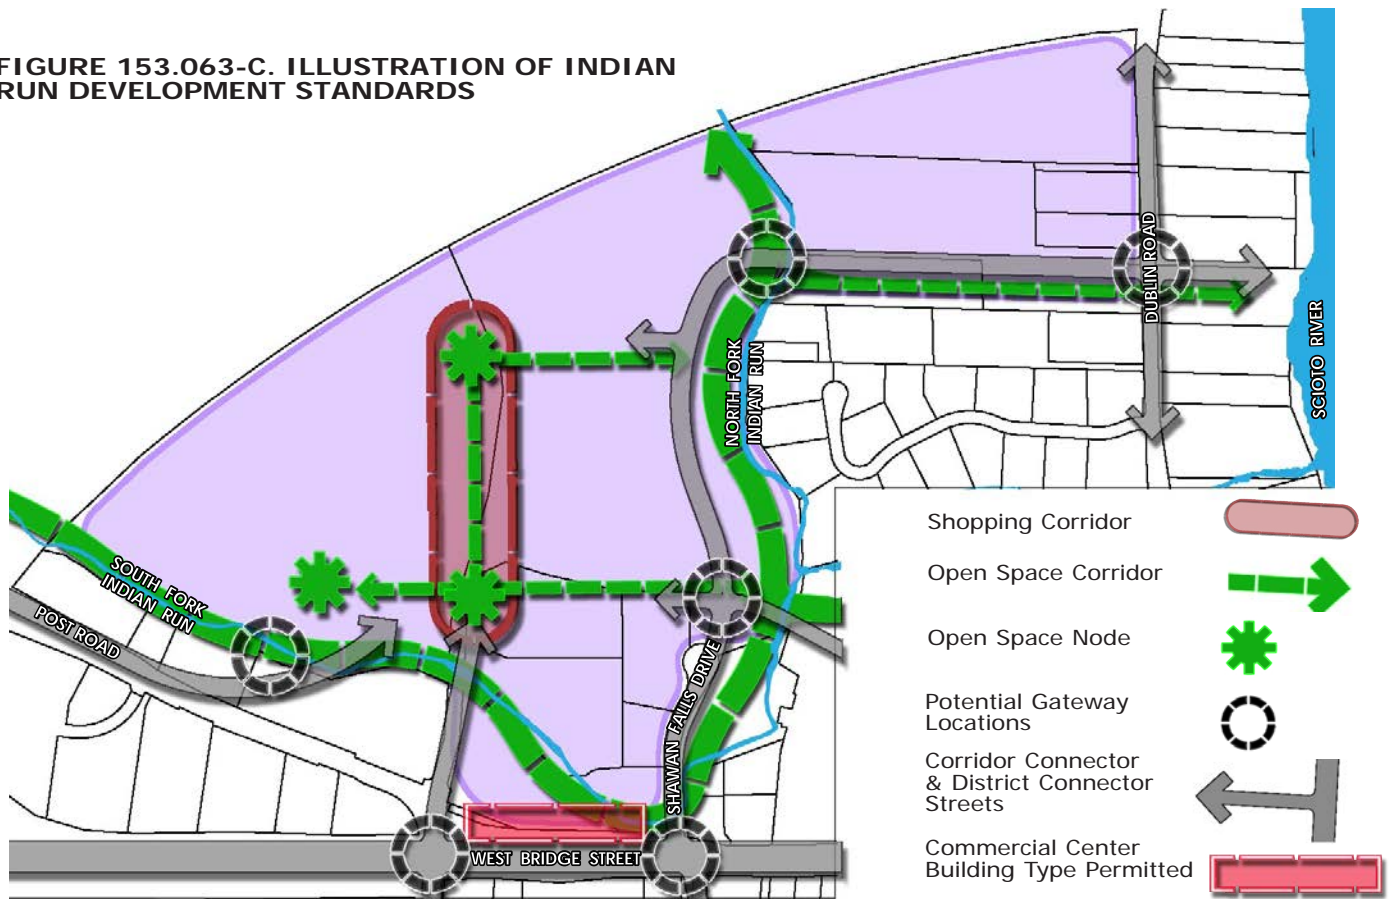 FIGURE 153.063-C. ILLUSTRATION OF INDIAN
RUN DEVELOPMENT STANDARDS
DUBLIN ROAD
SCIOTO RIVER
NORTH FORK
INDIAN RUN
SOUTH FORK
INDIAN RUN
POST ROAD
SHAWAN FALLS DRIVE
WEST BRIDGE STREET
Shopping Corridor
Open Space Corridor
Open Space Node
Potential Gateway
Locations
Corridor Connector
& District Connector
Streets
Commercial Center
Building Type Permitted